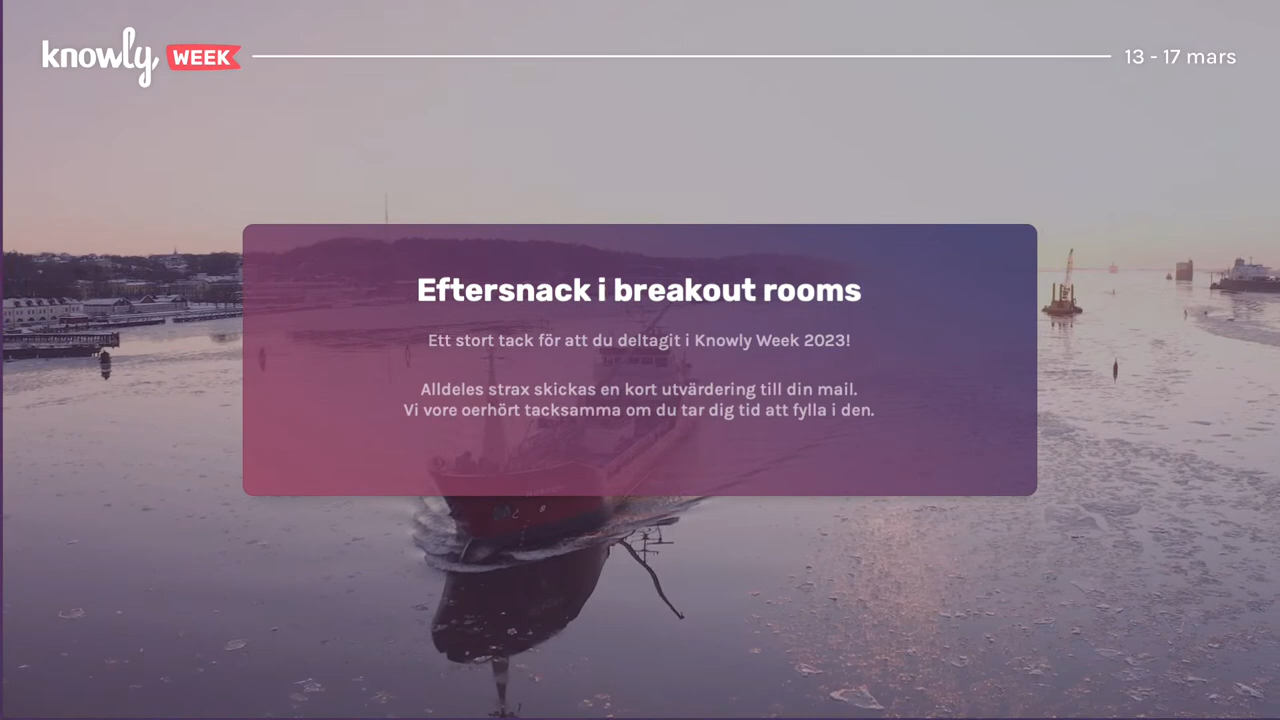 knowly WEEK 13 - 17 mars
Eftersnack i breakout rooms
Ett stort tack för att du deltagit i Knowly Week 2023!
Alldeles strax skickas en kort utvärdering till din mail.
Vi vore oerhört tacksamma om du tar dig tid att fylla i den.